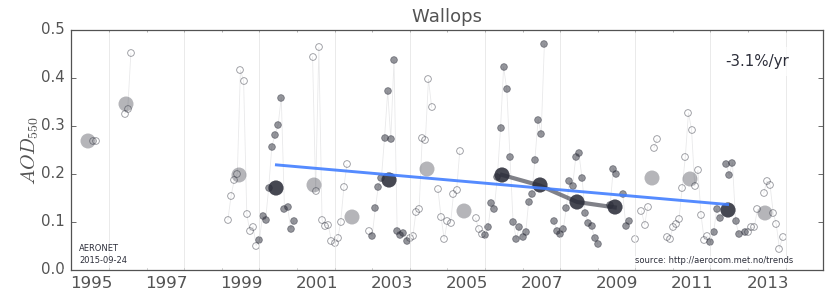 Wallops
0.5
-3.1%/yr
0.4
0.3
AOD550
0.2
0.1
AERONET
2015-09-24
source: http://aerocom.met.no/trends
0.0
1995 1997 1999 2001 2003 2005 2007 2009 2011 2013